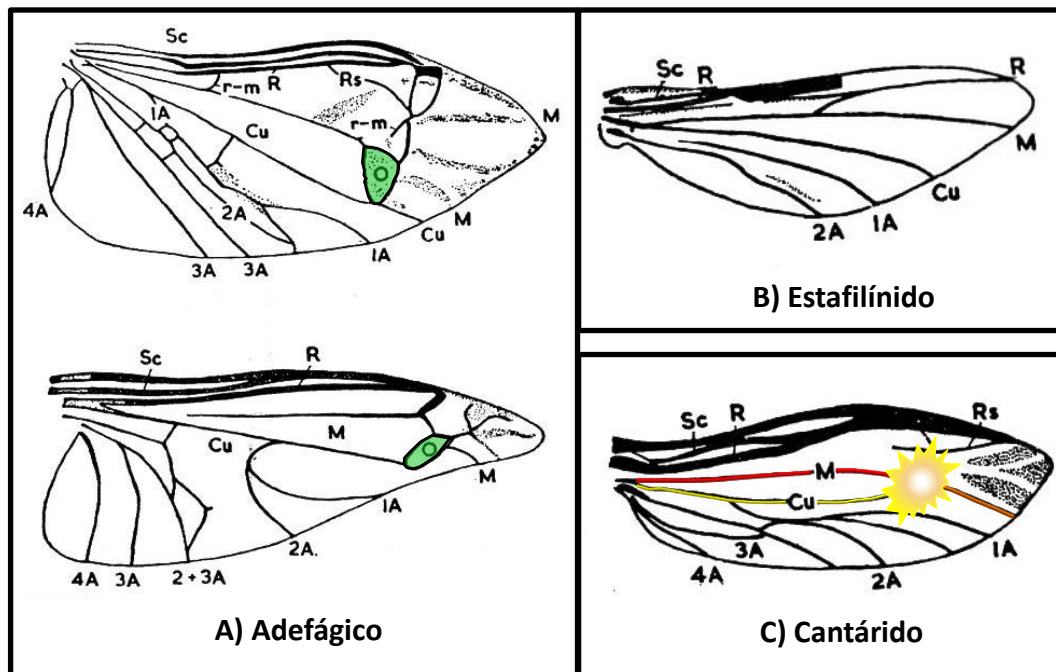 Sc
r-m
R
Rs
1A
Cu
r-m
M
O
2A
M
Cu
4A
1A
3A
3A
Sc
R
Cu
M
O
M
1A
2A.
4A
3A
2 + 3A
A) Adefágico
Sc
R
R
M
Cu
1A
2A
B) Estafilínido
Sc
R
Rs
M
Cu
3A
1A
4A
2A
C) Cantárido